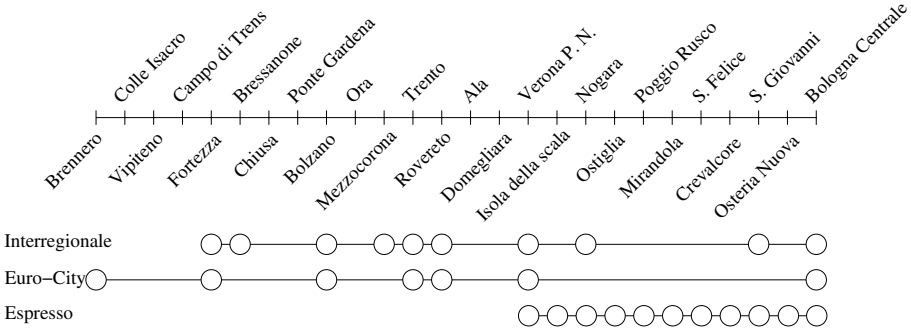 Colle Isacro
Campo di Trens
Bressanone
Ponte Gardena
Ora
Trento
Ala
Verona P. N.
Nogara
Poggio Rusco
S. Felice
S. Giovanni
Bologna Centrale
Brennero
Vipiteno
Fortezza
Chiusa
Bolzano
Mezzocorona
Rovereto
Domegliara
Isola della scala
Ostiglia
Mirandola
Crevalcore
Osteria Nuova
Interregionale
Euro-City
Espresso